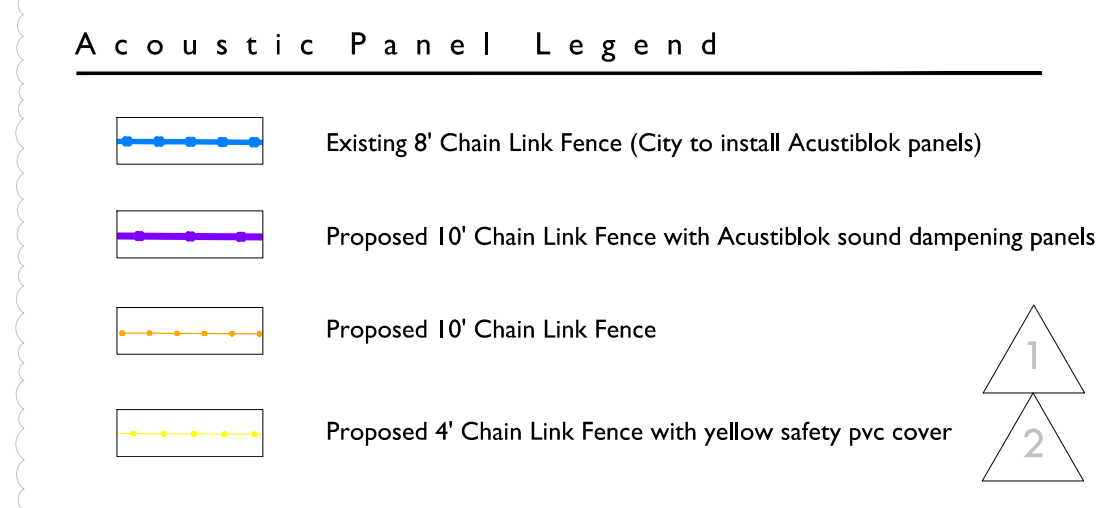 Acoustic Panel Legend
Existing 8' Chain Link Fence (City to install Acustiblok panels)
Proposed 10' Chain Link Fence with Acustiblok sound dampening panels
Proposed 10' Chain Link Fence
1
Proposed 4' Chain Link Fence with yellow safety pvc cover
2